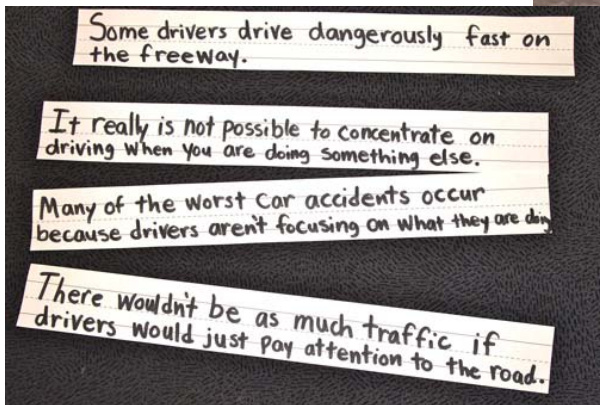 Some drivers drive dangerously fast on
the freeway.
It really is not possible to concentrate on
driving when you are doing something else.
Many of the worst car accidents occur
because drivers aren't focusing on what they are doing
There wouldn't be as much traffic if
drivers would just pay attention to the road.